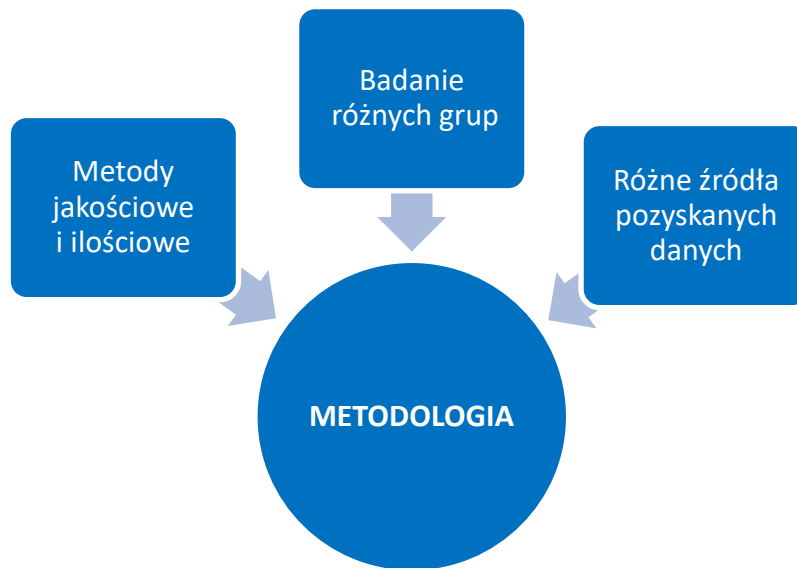 Metody
jakościowe
i ilościowe
Badanie
różnych grup
Różne źródła
pozyskanych
danych
METODOLOGIA